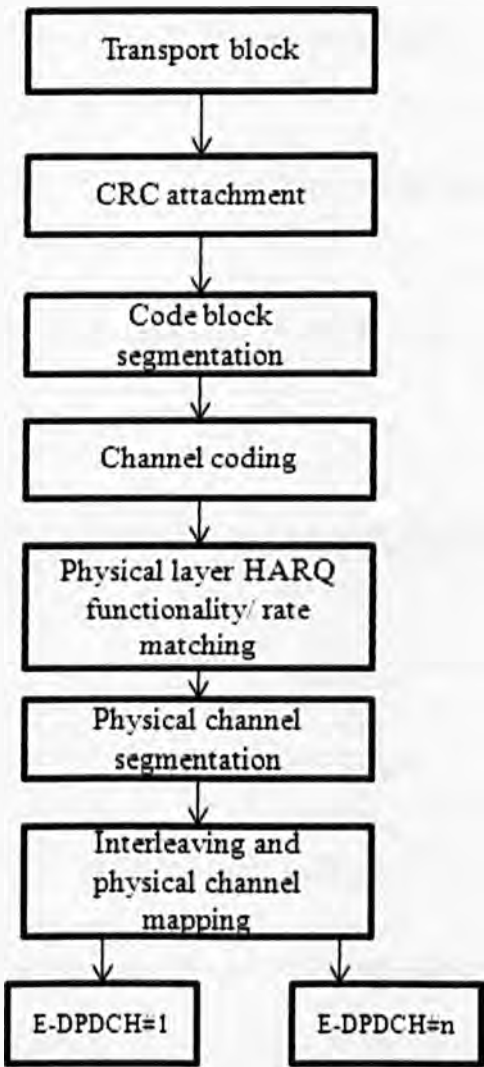 Transport block
CRC attachment
Code block
segmentation
Channel coding
Physical layer HARQ
functionality/ rate
matching
Physical channel
segmentation
Interleaving and
physical channel
mapping
E-DPDCH#1
E-DPDCH#n